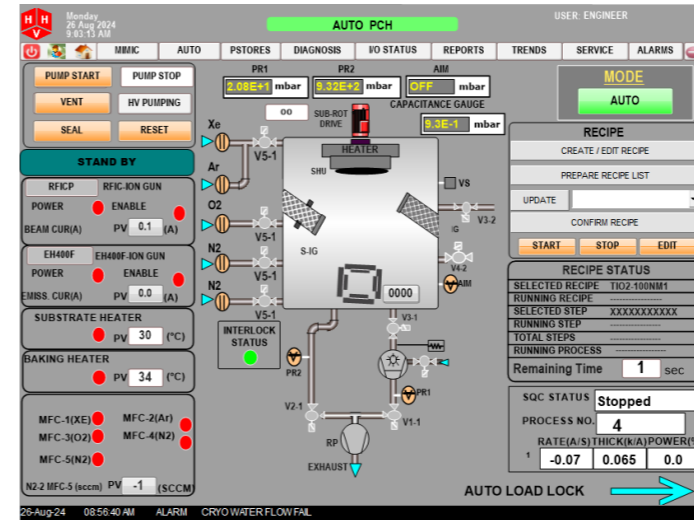 H H
V
Monday
26 Aug 2024
9:03:13 AM
AUTO PCH
USER: ENGINEER
MIMIC AUTO PSTORES DIAGNOSIS I/O STATUS REPORTS TRENDS SERVICE ALARMS
PUMP START PUMP STOP
VENT HV PUMPING
SEAL RESET
STAND BY
RFICP RFIC-ION GUN
POWER ENABLE
BEAM CUR(A) PV 0.1 (A)
EH400F EH400F-ION GUN
POWER ENABLE
EMISS. CUR(A) PV 0.0 (A)
SUBSTRATE HEATER
PV 30 (°C)
BAKING HEATER
PV 34 (°C)
MFC-1(XE) MFC-2(Ar)
MFC-3(O2) MFC-4(N2)
MFC-5(N2)
N2-2 MFC-5 (sccm) PV -1 (SCCM)
PR1 PR2 AIM
2.08E+1 mbar 9.32E+2 mbar OFF mbar
CAPACITANCE GAUGE
9.3E-1 mbar
00 SUB-ROT
DRIVE
Xe
V5-1
HEATER
SHU
Ar
VS
O2
V5-1
V3-2
IG
S-IG
N2
V5-1
V4-2
AIM
N2
V5-1
0000
V3-1
INTERLOCK
STATUS
PR2
PR1
V2-1
V1-1
RP
EXHAUST
MODE
AUTO
RECIPE
CREATE / EDIT RECIPE
PREPARE RECIPE LIST
UPDATE
CONFIRM RECIPE
START STOP EDIT
RECIPE STATUS
SELECTED RECIPE TIO2-100NM1
RUNNING RECIPE ----------------
SELECTED STEP XXXXXXXXXXX
RUNNING STEP ----------------
TOTAL STEPS ----------------
RUNNING PROCESS ----------------
Remaining Time 1 sec
SQC STATUS Stopped
PROCESS NO. 4
RATE(A/S) THICK(k/A) POWER(%
1 -0.07 0.065 0.0
AUTO LOAD LOCK
26-Aug-24 08:56:40 AM ALARM CRYO WATER FLOW FAIL